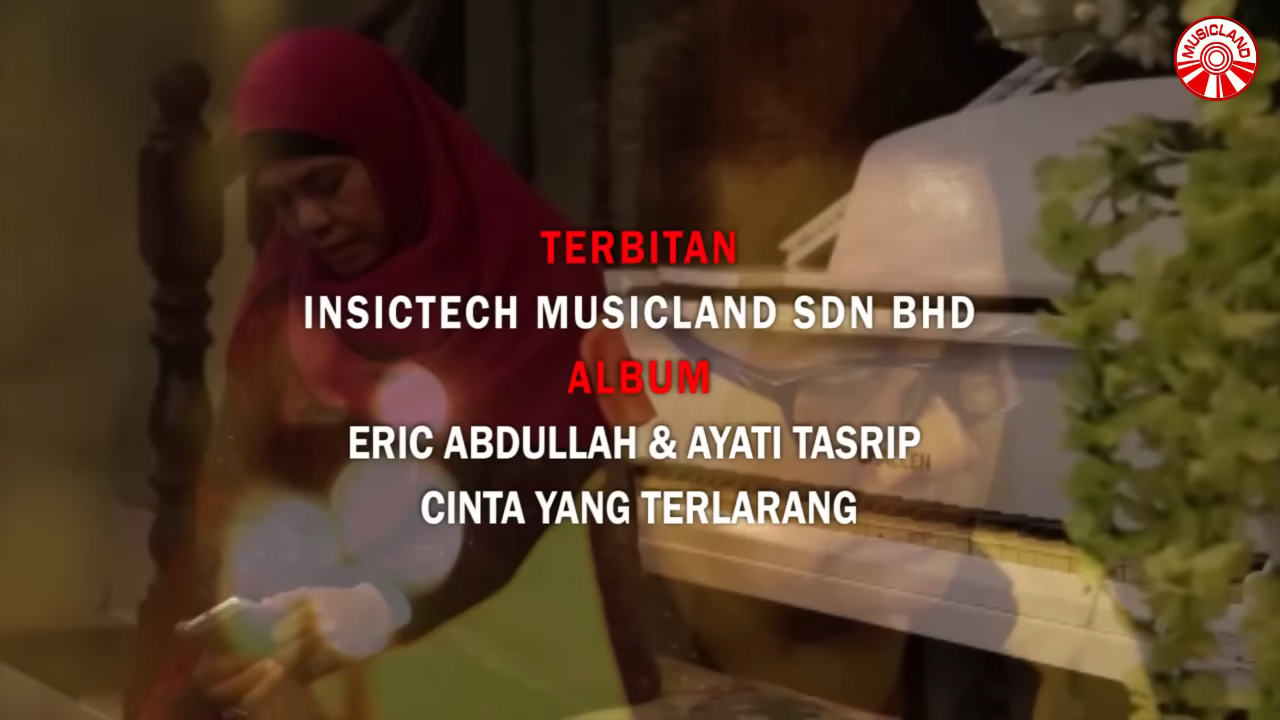 MUSICLAND
TERBITAN
INSICTECH MUSICLAND SDN BHD
ALBUM
ERIC ABDULLAH & AYATI TASRIP
CINTA YANG TERLARANG